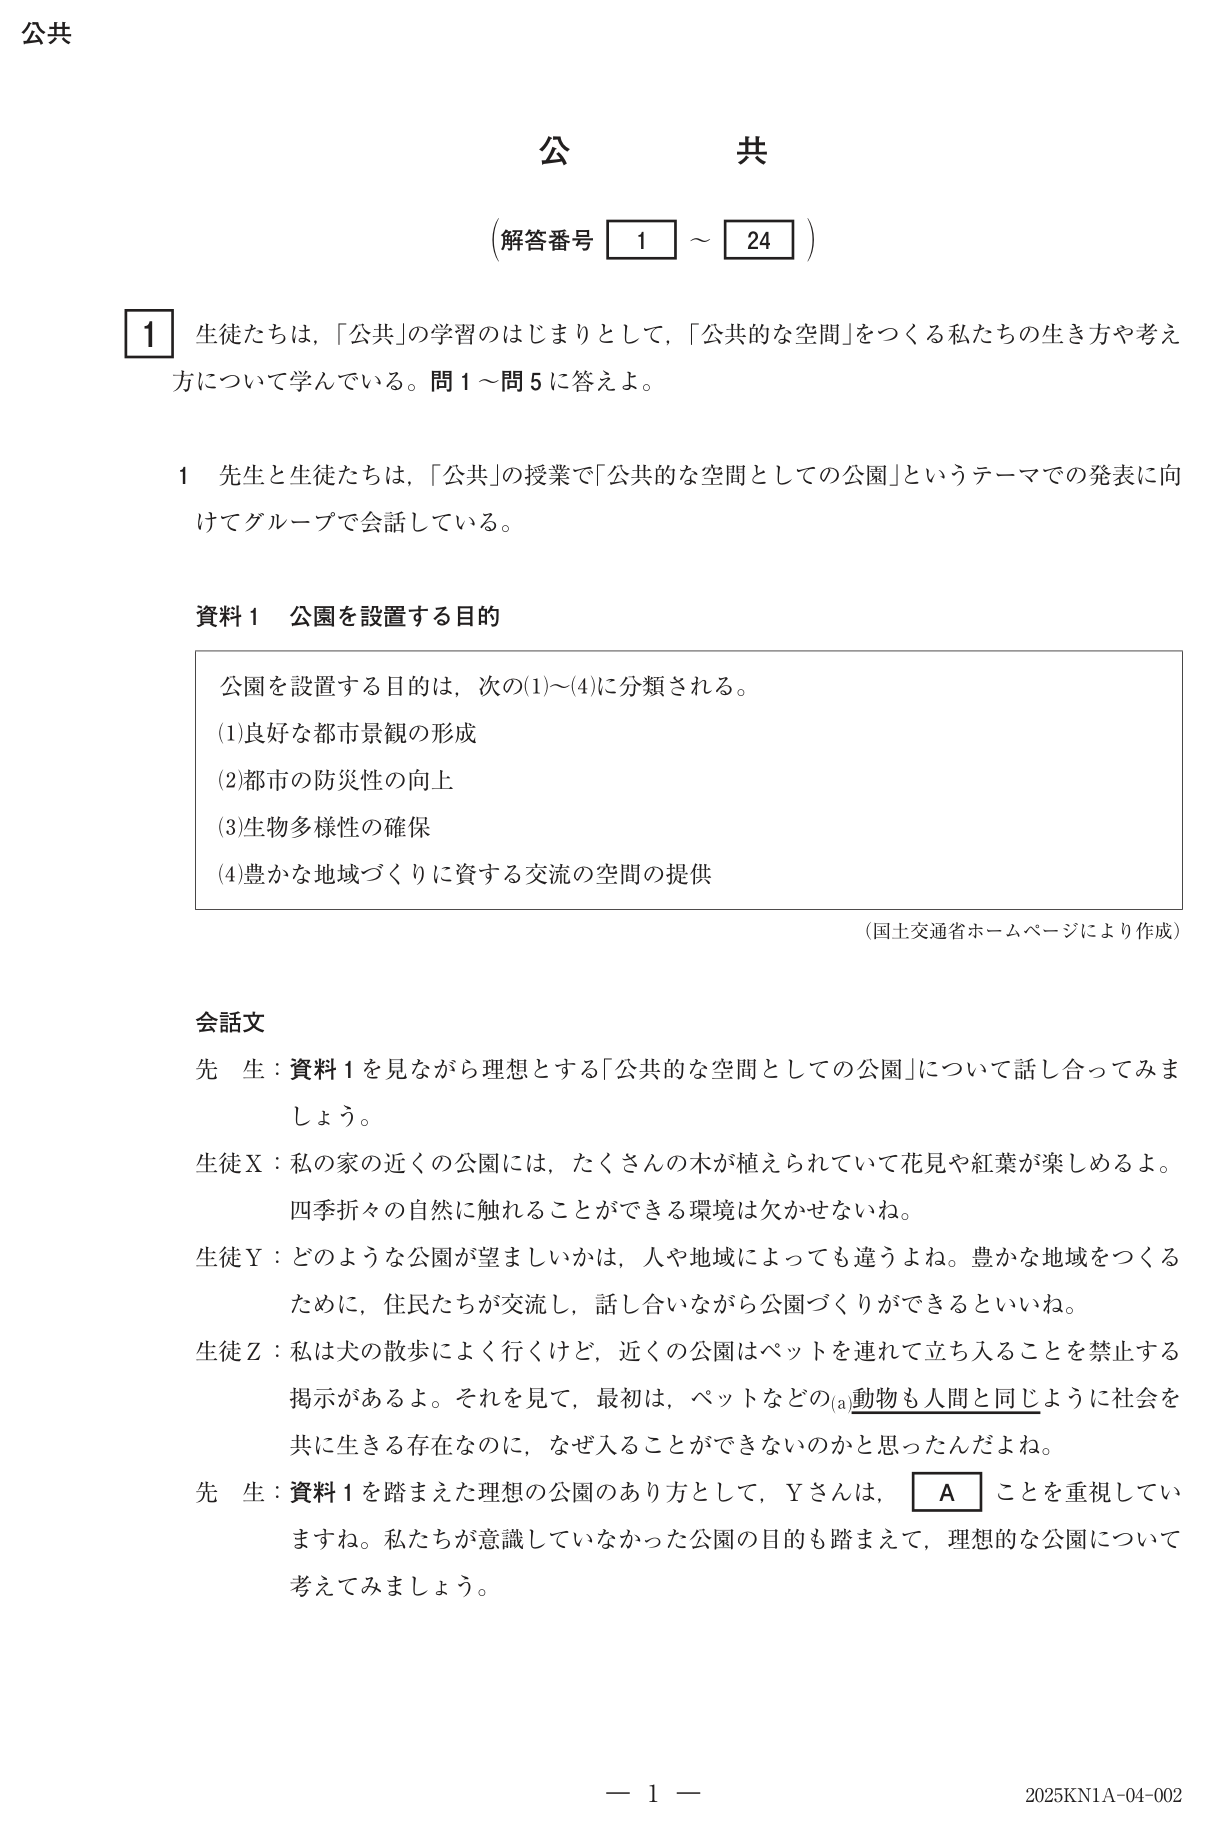 公共
公　　共
(解答番号 1 ～ 24 )
1 生徒たちは，「公共」の学習のはじまりとして，「公共的な空間」をつくる私たちの生き方や考え
方について学んでいる。問1～問5に答えよ。
1　先生と生徒たちは，「公共」の授業で「公共的な空間としての公園」というテーマでの発表に向
けてグループで会話している。
資料1　公園を設置する目的
公園を設置する目的は，次の(1)～(4)に分類される。
(1)良好な都市景観の形成
(2)都市の防災性の向上
(3)生物多様性の確保
(4)豊かな地域づくりに資する交流の空間の提供
（国土交通省ホームページにより作成）
会話文
先　生：資料1を見ながら理想とする「公共的な空間としての公園」について話し合ってみま
しょう。
生徒X：私の家の近くの公園には，たくさんの木が植えられていて花見や紅葉が楽しめるよ。
四季折々の自然に触れることができる環境は欠かせないね。
生徒Y：どのような公園が望ましいかは，人や地域によっても違うよね。豊かな地域をつくる
ために，住民たちが交流し，話し合いながら公園づくりができるといいね。
生徒Z：私は犬の散歩によく行くけど，近くの公園はペットを連れて立ち入ることを禁止する
掲示があるよ。それを見て，最初は，ペットなどの(a)動物も人間と同じように社会を
共に生きる存在なのに，なぜ入ることができないのかと思ったんだよね。
先　生：資料1を踏まえた理想の公園のあり方として，Yさんは， A ことを重視してい
ますね。私たちが意識していなかった公園の目的も踏まえて，理想的な公園について
考えてみましょう。
― 1 ―
2025KN1A-04-002